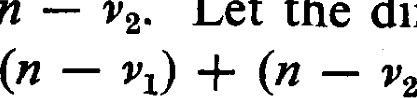 n − ν₂. Let the
(n − ν₁) + (n − ν₂